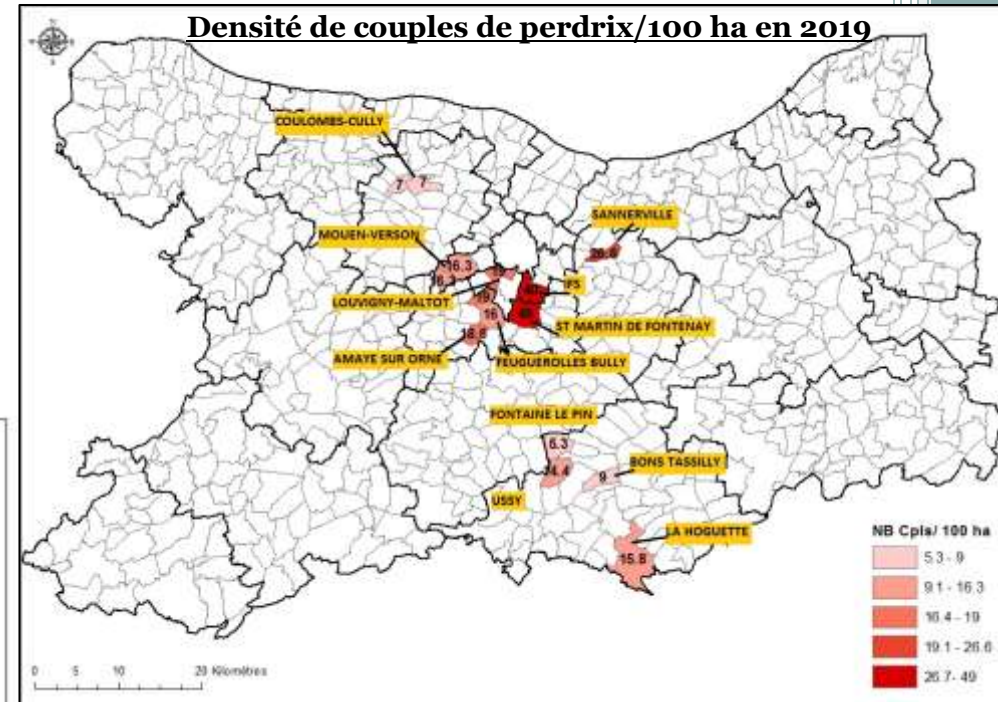 Densité de couples de perdrix/100 ha en 2019
COULOMBS-CULLY
7 7
SANNERVILLE
26.6
MOUEN-VERSON
16.3
IFS
LOUVIGNY-MALTOT
19
16
ST MARTIN DE FONTENAY
18.8
AMAYE SUR ORNE
FEUGUEROLLES BULLY
FONTAINE LE PIN
BONS TASSILLY
9
USSY
LA HOGUETTE
15.8
NB Cpls/ 100 ha
5.3 - 9
9.1 - 16.3
16.4 - 19
19.1 - 26.6
26.7- 49
0 5 10 20 Kilomètres